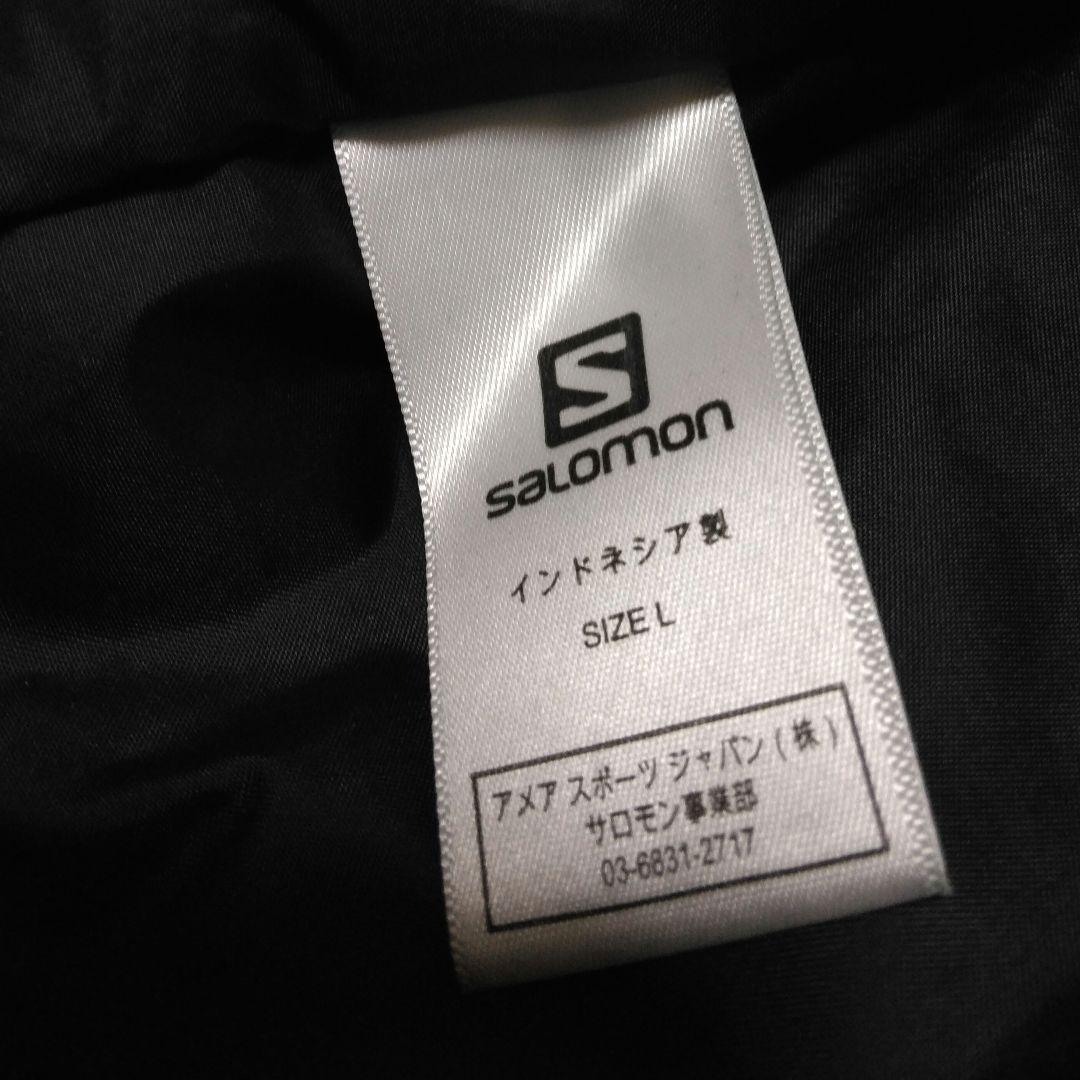 S
salomon
インドネシア製
SIZE L
アメア スポーツ ジャパン ( 株 )
サロモン事業部
03-6831-2717